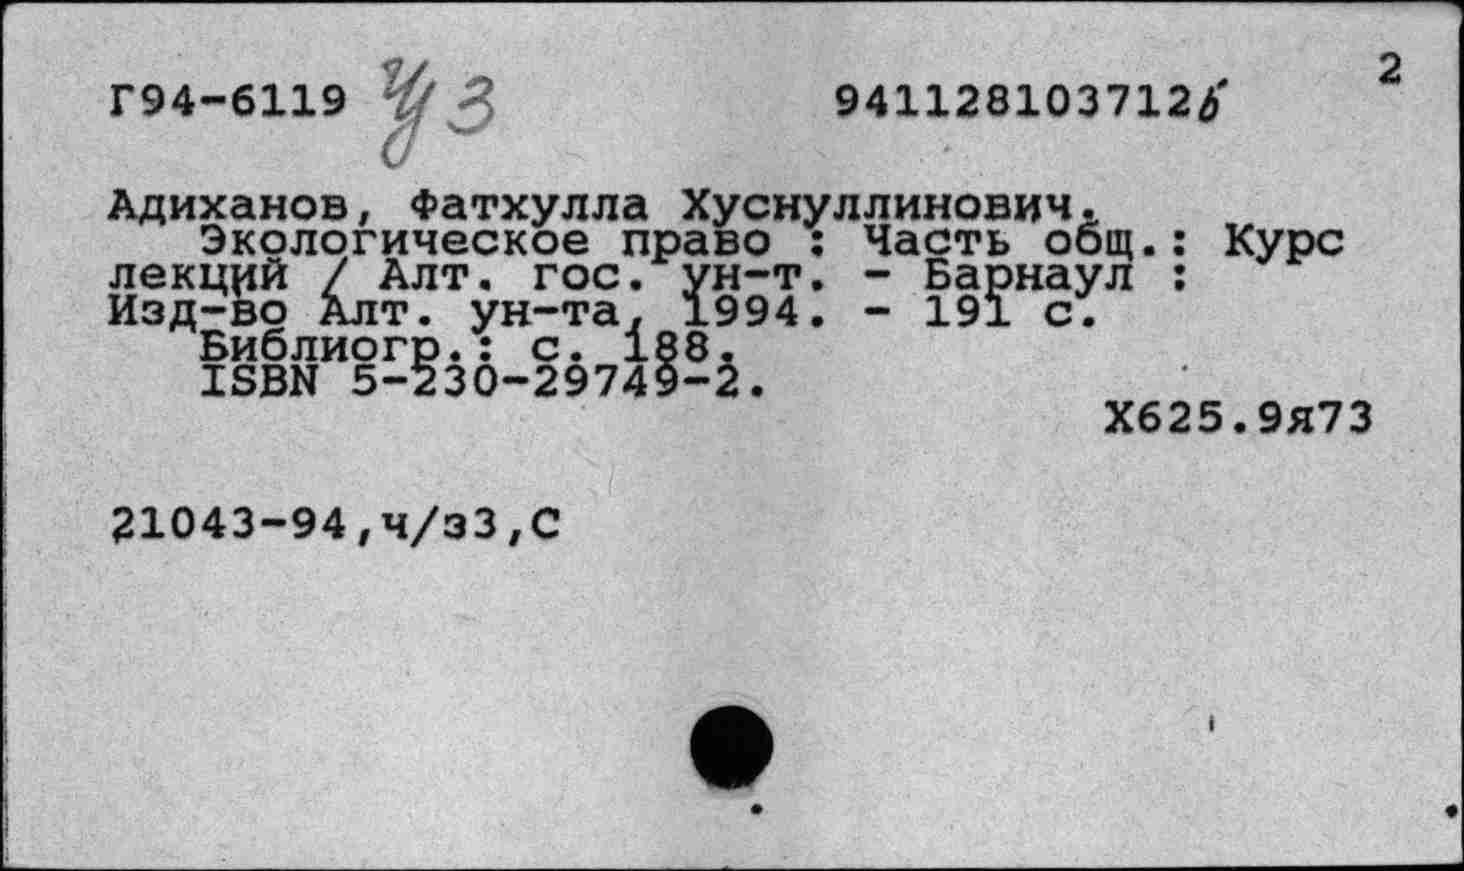 2
Г94-6119 ч/з 3 9411281037126
Адиханов, Фатхулла Хуснуллинович.
Экологическое право : Часть общ.: Курс
лекций / Алт. гос. ун-т. - Барнаул :
Изд-во Алт. ун-та, 1994. - 191 с.
Библиогр.: с. 188.
ISBN 5-230-29749-2.
Х625.9я73
21043-94,ч/з3,С